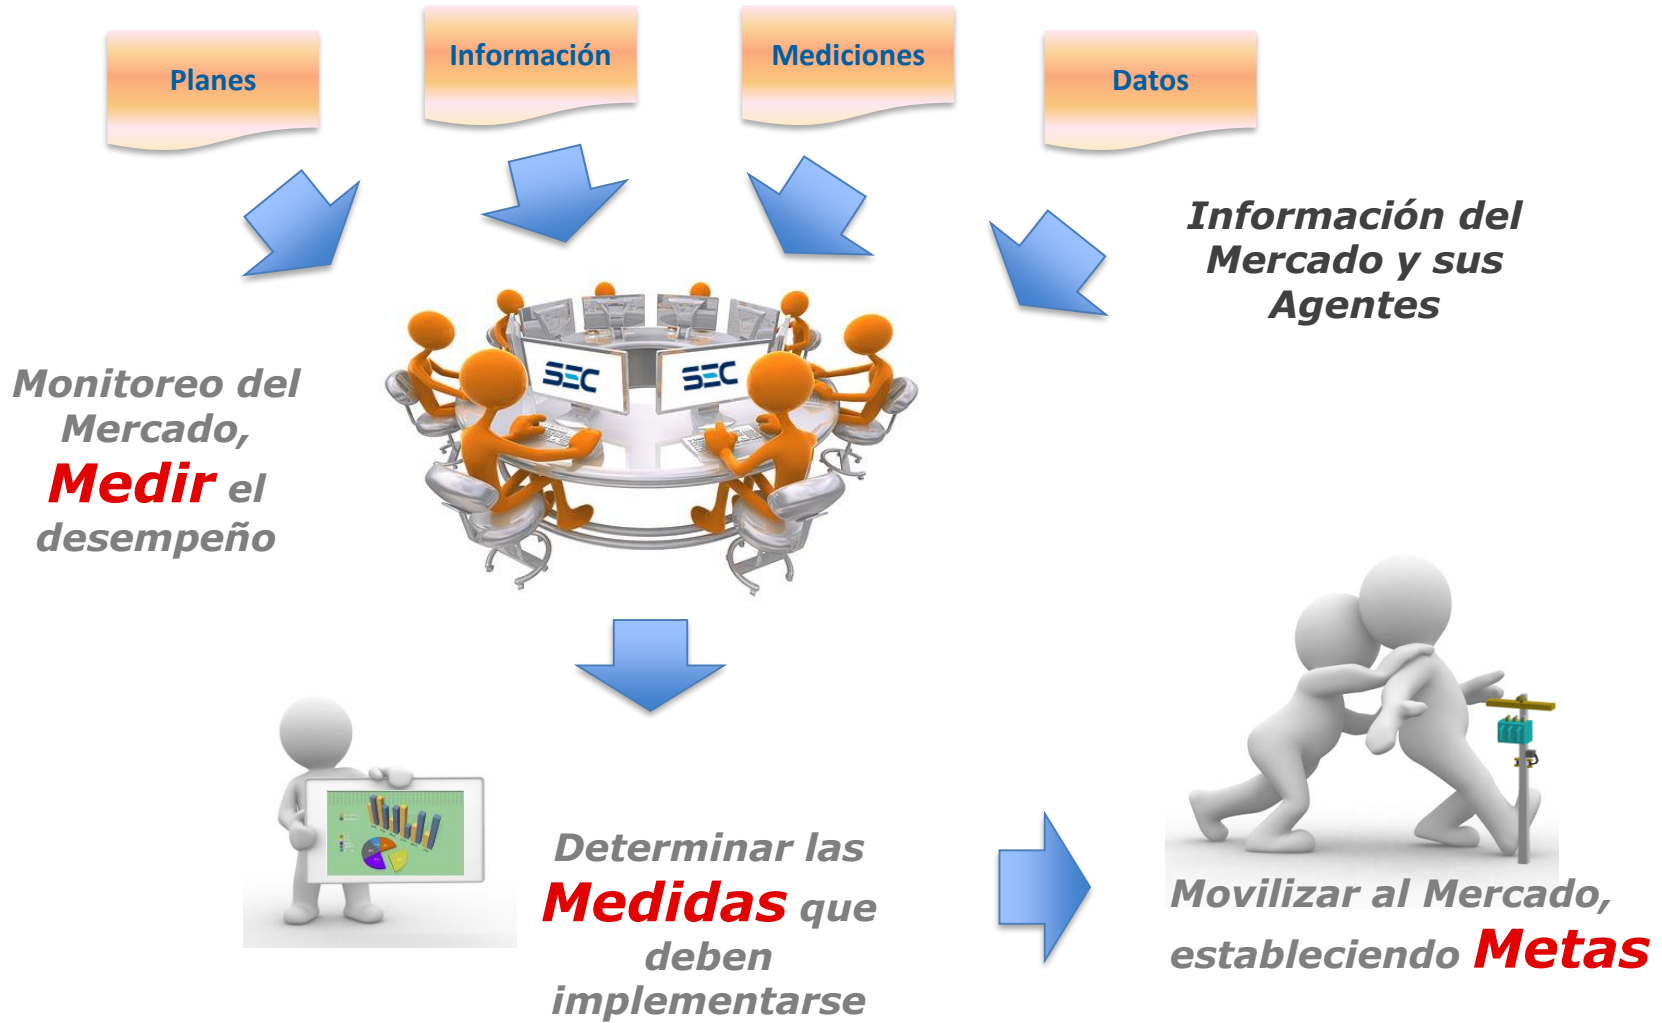 Planes
Información
Mediciones
Datos
Información del
Mercado y sus
Agentes
Monitoreo del
Mercado,
Medir el
desempeño
SEC
SEC
Determinar las
Medidas que
deben
implementarse
Movilizar al Mercado,
estableciendo Metas